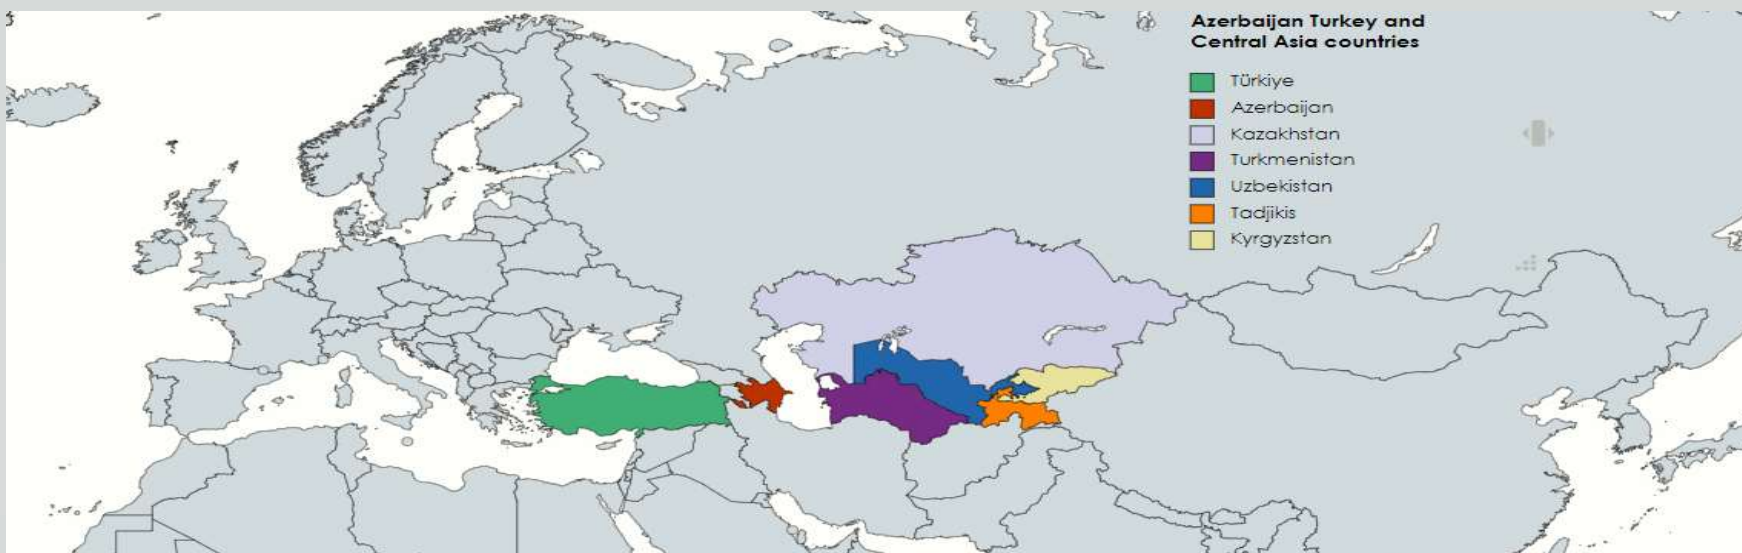 Azerbaijan Turkey and
Central Asia countries
Türkiye
Azerbaijan
Kazakhstan
Turkmenistan
Uzbekistan
Tadjikis
Kyrgyzstan